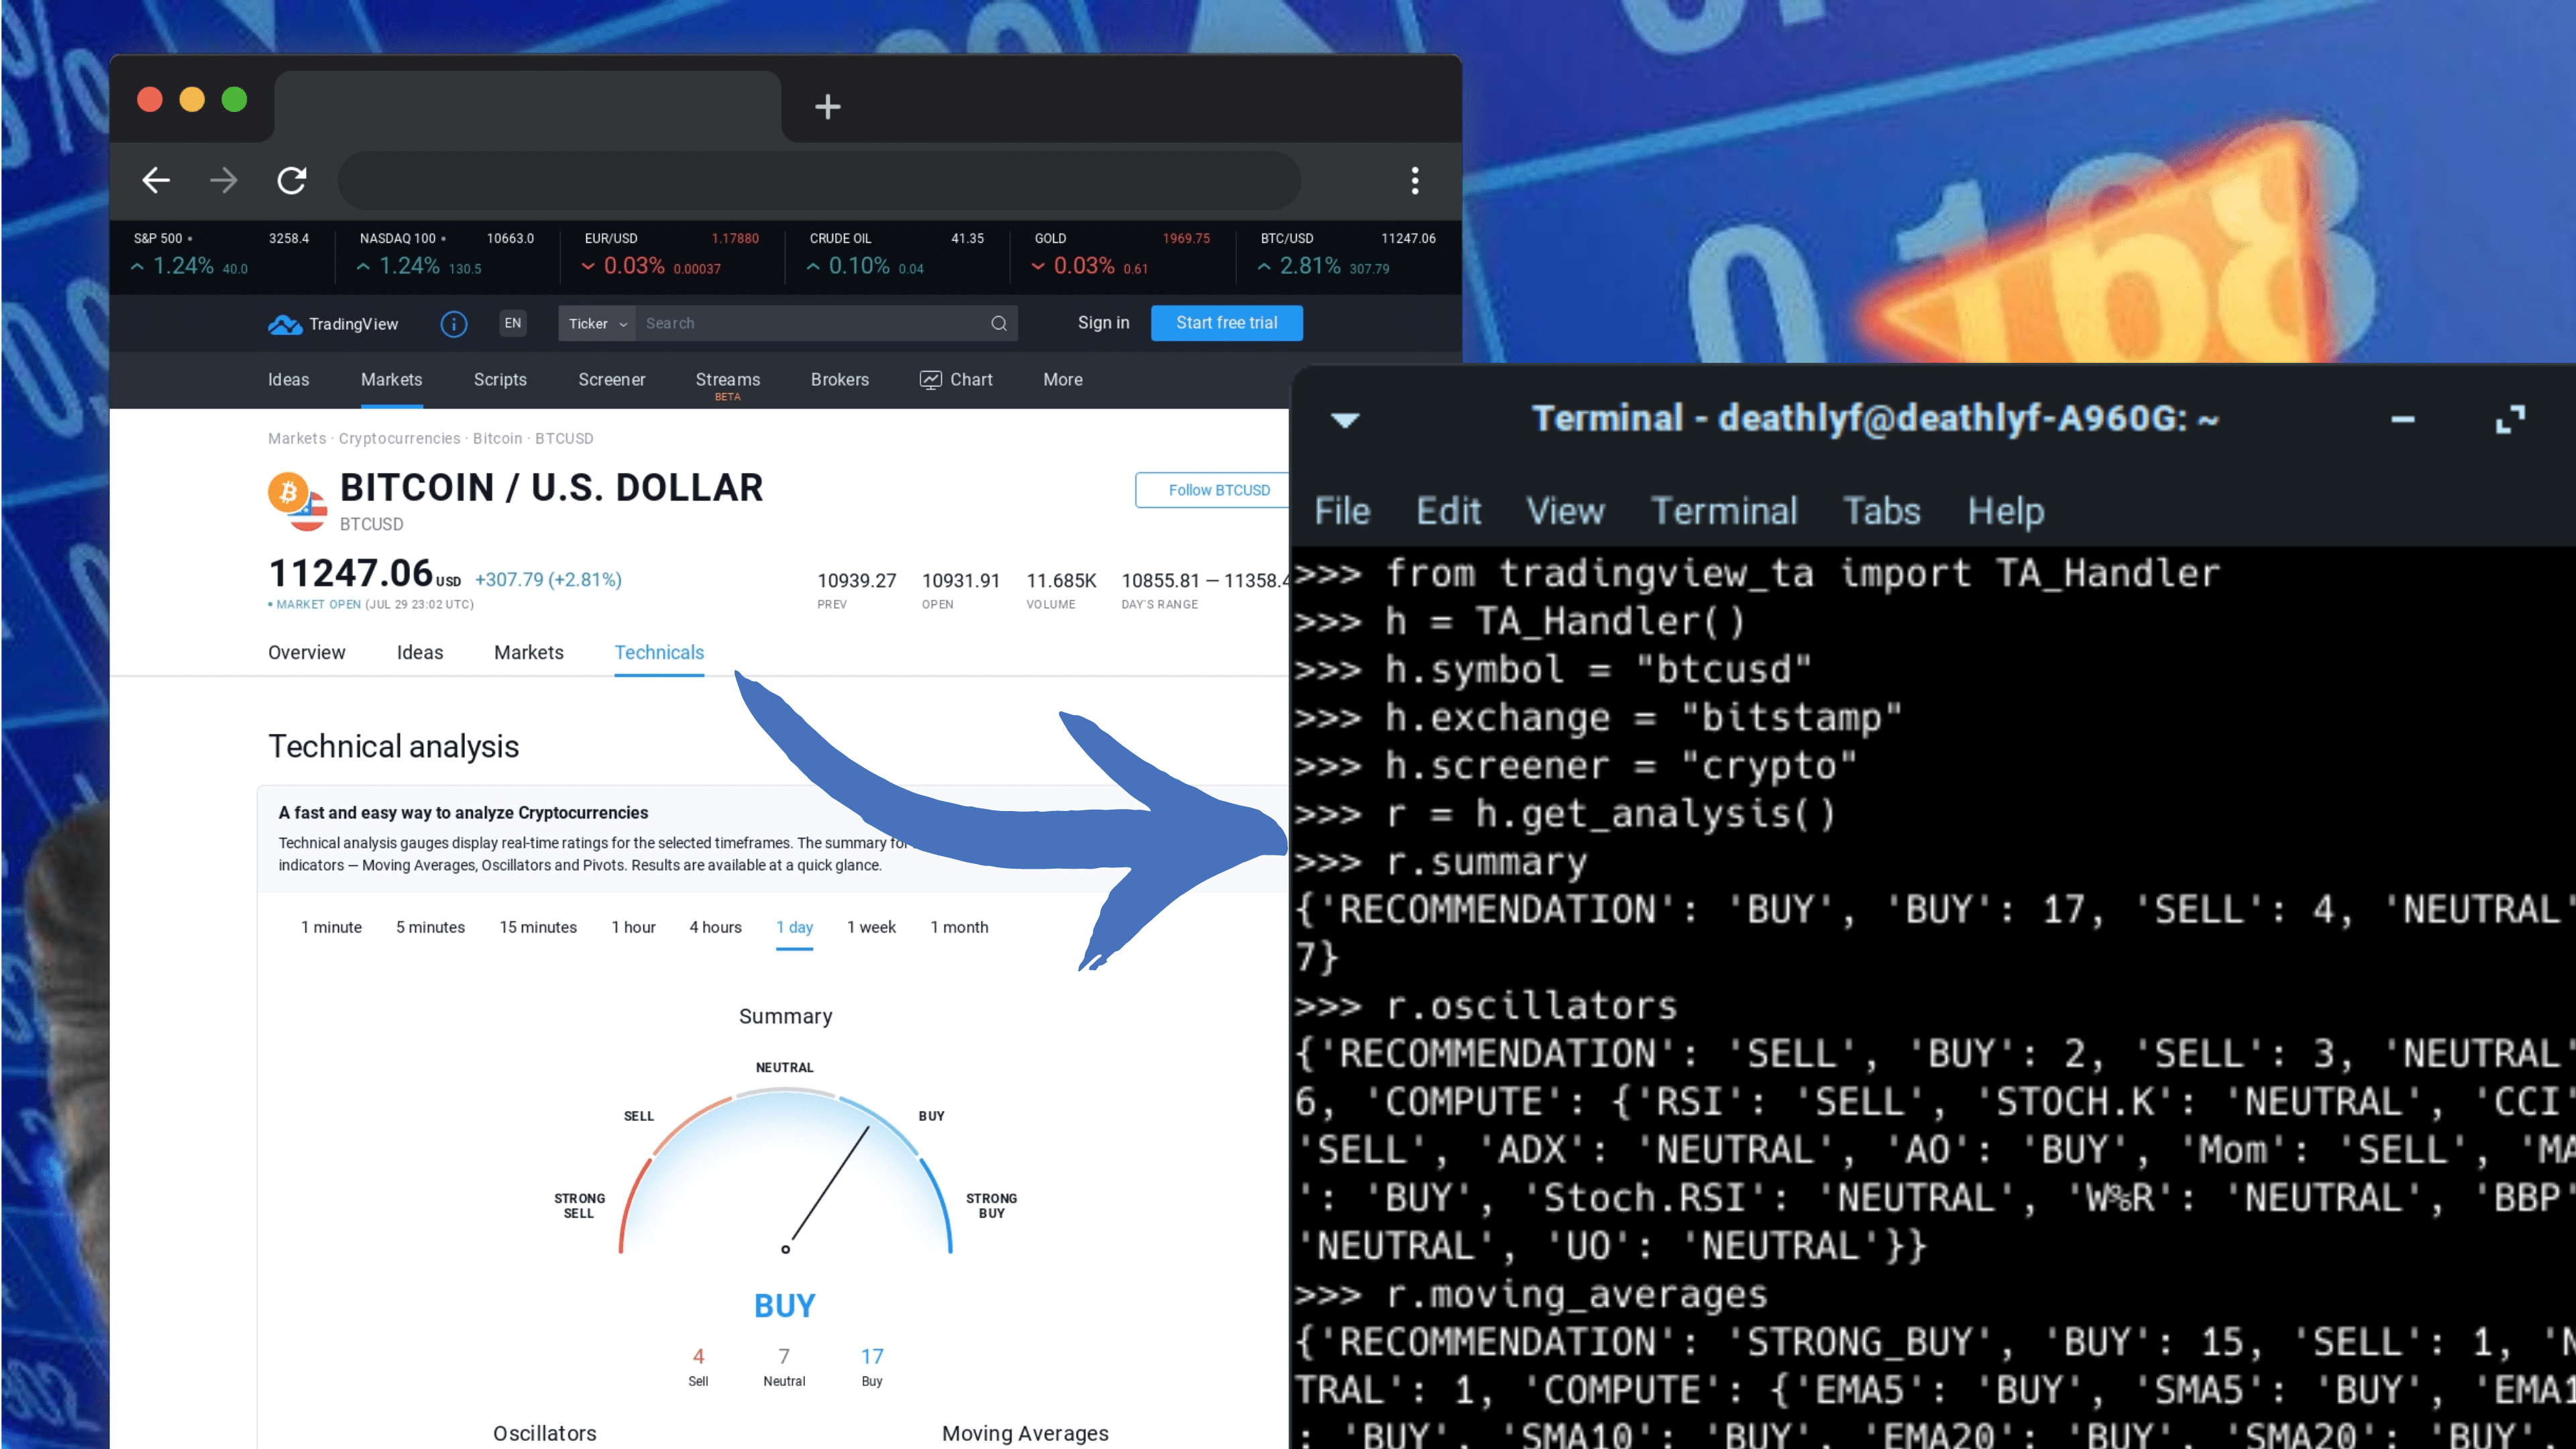 S&P 500 3258.4 NASDAQ 100 10663.0 EUR/USD 1.17880 CRUDE OIL 41.35 GOLD 1969.75 BTC/USD 11247.06
1.24% 40.0 1.24% 130.5 0.03% 0.00037 0.10% 0.04 0.03% 0.61 2.81% 307.79
TradingView EN Ticker Search Sign in Start free trial
Ideas Markets Scripts Screener Streams Brokers Chart More
BETA
Markets · Cryptocurrencies · Bitcoin · BTCUSD
BITCOIN / U.S. DOLLAR
Follow BTCUSD
BTCUSD
11247.06 USD +307.79 (+2.81%) 10939.27 10931.91 11.685K 10855.81 — 11358.4
• MARKET OPEN (JUL 29 23:02 UTC) PREV OPEN VOLUME DAY'S RANGE
Overview Ideas Markets Technicals
Technical analysis
A fast and easy way to analyze Cryptocurrencies
Technical analysis gauges display real-time ratings for the selected timeframes. The summary for
indicators — Moving Averages, Oscillators and Pivots. Results are available at a quick glance.
1 minute 5 minutes 15 minutes 1 hour 4 hours 1 day 1 week 1 month
Summary
NEUTRAL
SELL BUY
STRONG SELL STRONG BUY
BUY
4 7 17
Sell Neutral Buy
Oscillators Moving Averages
Terminal - deathlyf@deathlyf-A960G: ~
File Edit View Terminal Tabs Help
>>> from tradingview_ta import TA_Handler
>>> h = TA_Handler()
>>> h.symbol = "btcusd"
>>> h.exchange = "bitstamp"
>>> h.screener = "crypto"
>>> r = h.get_analysis()
>>> r.summary
{'RECOMMENDATION': 'BUY', 'BUY': 17, 'SELL': 4, 'NEUTRAL'
7}
>>> r.oscillators
{'RECOMMENDATION': 'SELL', 'BUY': 2, 'SELL': 3, 'NEUTRAL'
6, 'COMPUTE': {'RSI': 'SELL', 'STOCH.K': 'NEUTRAL', 'CCI'
'SELL', 'ADX': 'NEUTRAL', 'AO': 'BUY', 'Mom': 'SELL', 'MA
': 'BUY', 'Stoch.RSI': 'NEUTRAL', 'W%R': 'NEUTRAL', 'BBP'
'NEUTRAL', 'UO': 'NEUTRAL'}}
>>> r.moving_averages
{'RECOMMENDATION': 'STRONG_BUY', 'BUY': 15, 'SELL': 1, 'N
TRAL': 1, 'COMPUTE': {'EMA5': 'BUY', 'SMA5': 'BUY', 'EMA1
: 'BUY', 'SMA10': 'BUY', 'EMA20': 'BUY', 'SMA20': 'BUY',
0,168